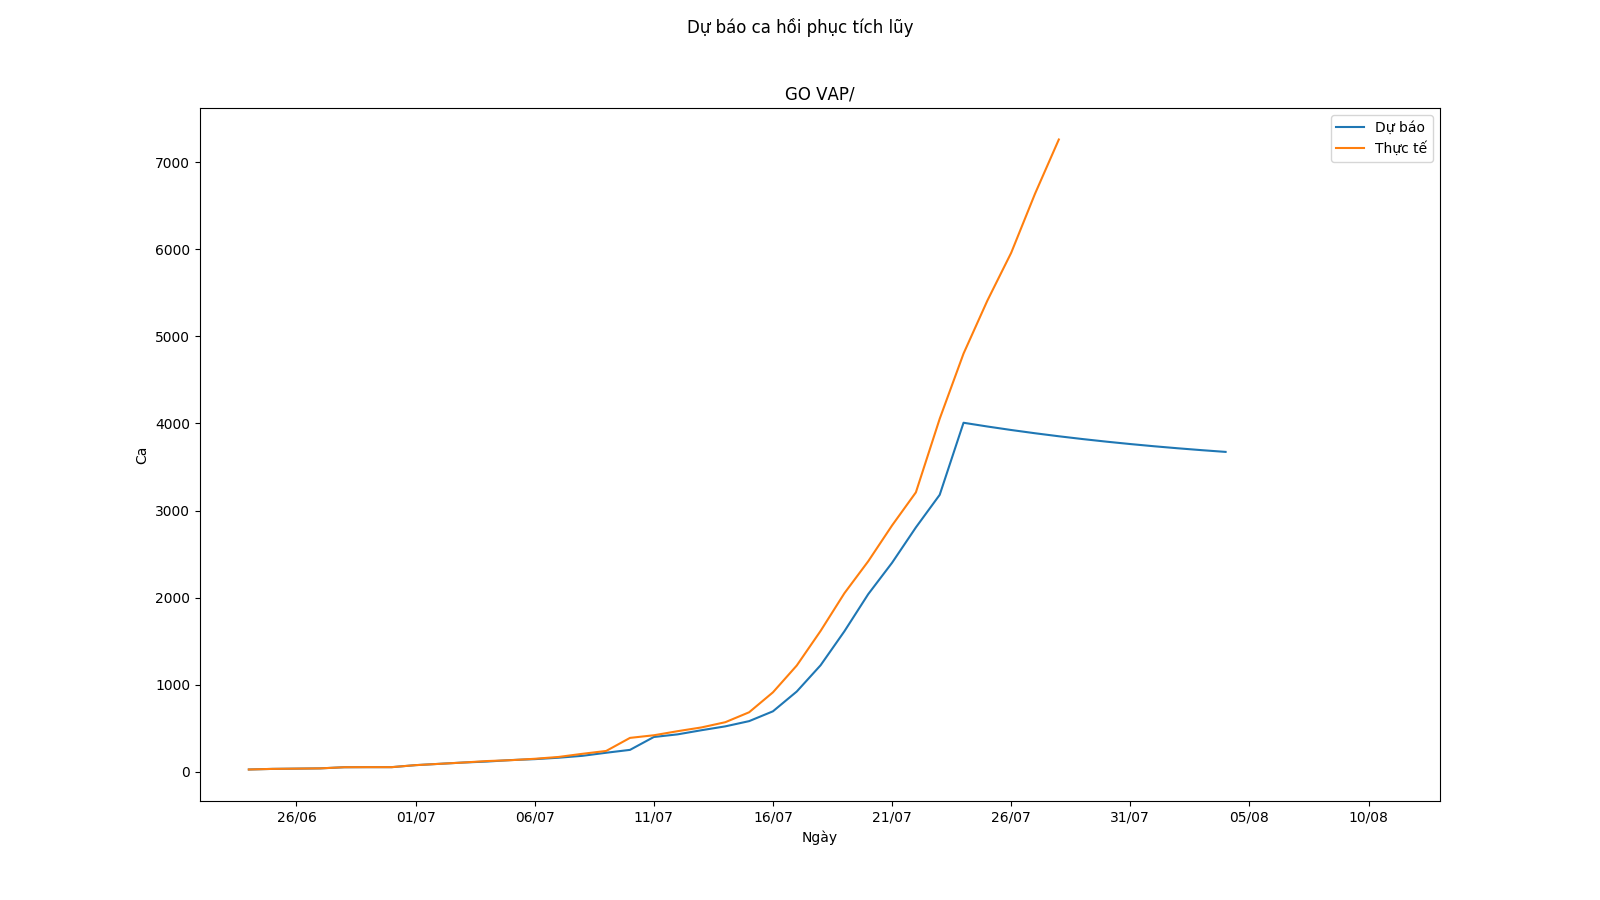 Dự báo ca hồi phục tích lũy
GO VAP/
Dự báo
Thực tế
7000
6000
5000
4000
3000
2000
1000
0
Ca
26/06 01/07 06/07 11/07 16/07 21/07 26/07 31/07 05/08 10/08
Ngày